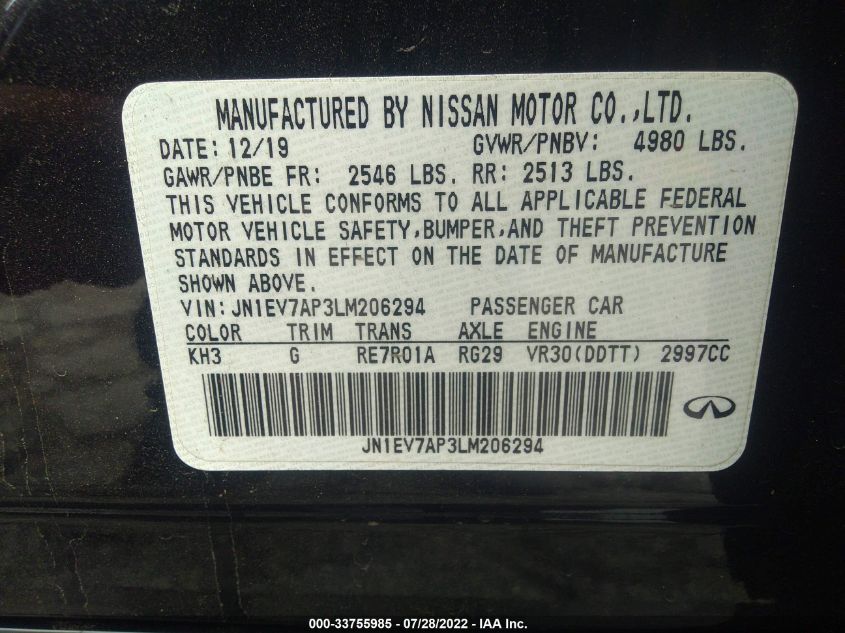 MANUFACTURED BY NISSAN MOTOR CO.,LTD.
DATE: 12/19 GVWR/PNBV: 4980 LBS.
GAWR/PNBE FR: 2546 LBS. RR: 2513 LBS.
THIS VEHICLE CONFORMS TO ALL APPLICABLE FEDERAL
MOTOR VEHICLE SAFETY,BUMPER,AND THEFT PREVENTION
STANDARDS IN EFFECT ON THE DATE OF MANUFACTURE
SHOWN ABOVE.
VIN: JN1EV7AP3LM206294 PASSENGER CAR
COLOR TRIM TRANS AXLE ENGINE
KH3 G RE7R01A RG29 VR30(DDTT) 2997CC
JN1EV7AP3LM206294
000-33755985 - 07/28/2022 - IAA Inc.